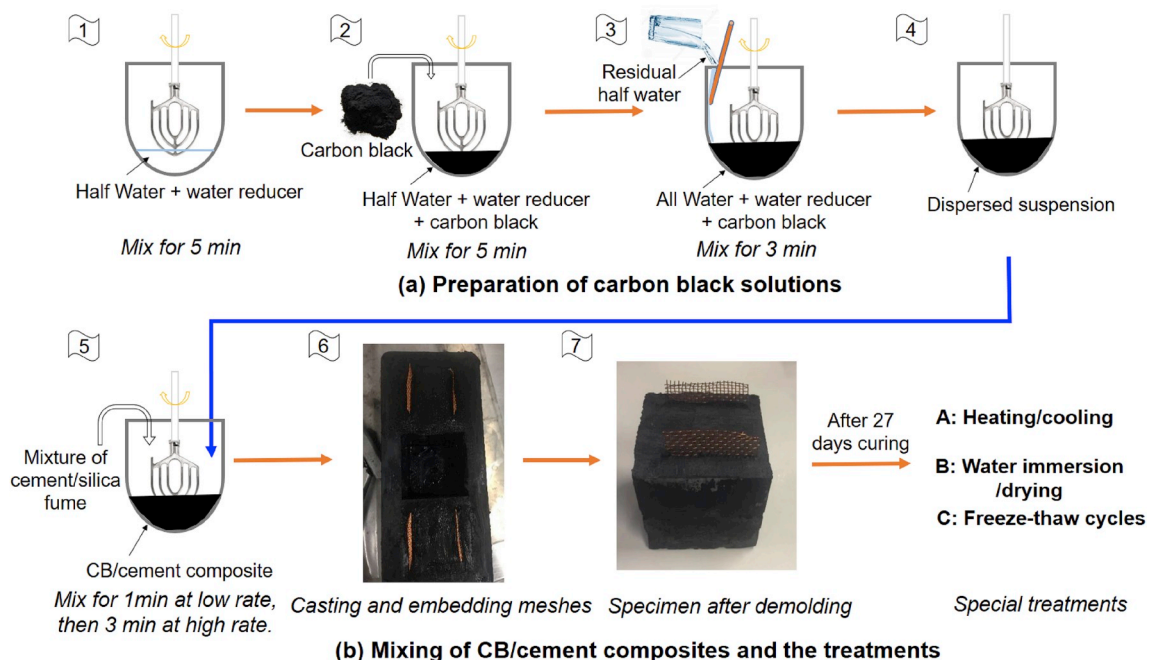 1
2
3
4
Residual
half water
Carbon black
Half Water + water reducer
Half Water + water reducer
+ carbon black
All Water + water reducer
+ carbon black
Dispersed suspension
Mix for 5 min
Mix for 5 min
Mix for 3 min
(a) Preparation of carbon black solutions
5
6
7
Mixture of
cement/silica
fume
After 27
days curing
A: Heating/cooling
B: Water immersion
/drying
C: Freeze-thaw cycles
CB/cement composite
Mix for 1min at low rate,
then 3 min at high rate.
Casting and embedding meshes
Specimen after demolding
Special treatments
(b) Mixing of CB/cement composites and the treatments